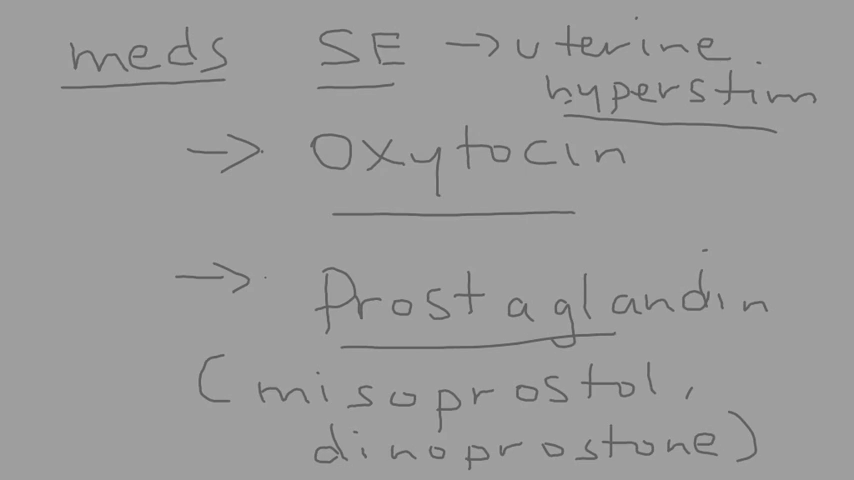 meds SE → uterine
hyperstim
→ Oxytocin
→ Prostaglandin
(misoprostol,
dinoprostone)